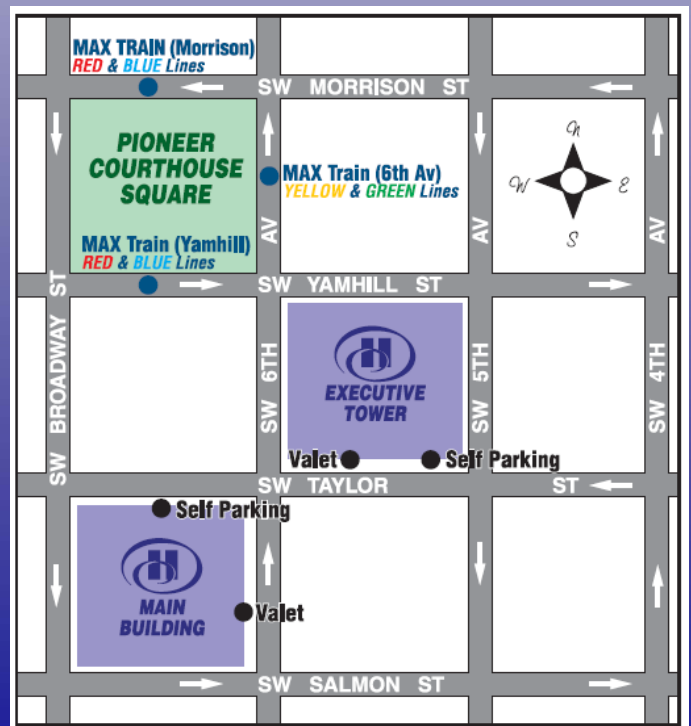 MAX TRAIN (Morrison)
RED & BLUE Lines
SW MORRISON ST
PIONEER
COURTHOUSE
SQUARE
MAX Train (6th Av)
YELLOW & GREEN Lines
N
W E
S
AV
AV
AV
MAX Train (Yamhill)
RED & BLUE Lines
SW YAMHILL ST
SW BROADWAY ST
SW 6TH
H
EXECUTIVE
TOWER
SW 5TH
SW 4TH
Valet
Self Parking
SW TAYLOR ST
Self Parking
H
MAIN
BUILDING
Valet
SW SALMON ST